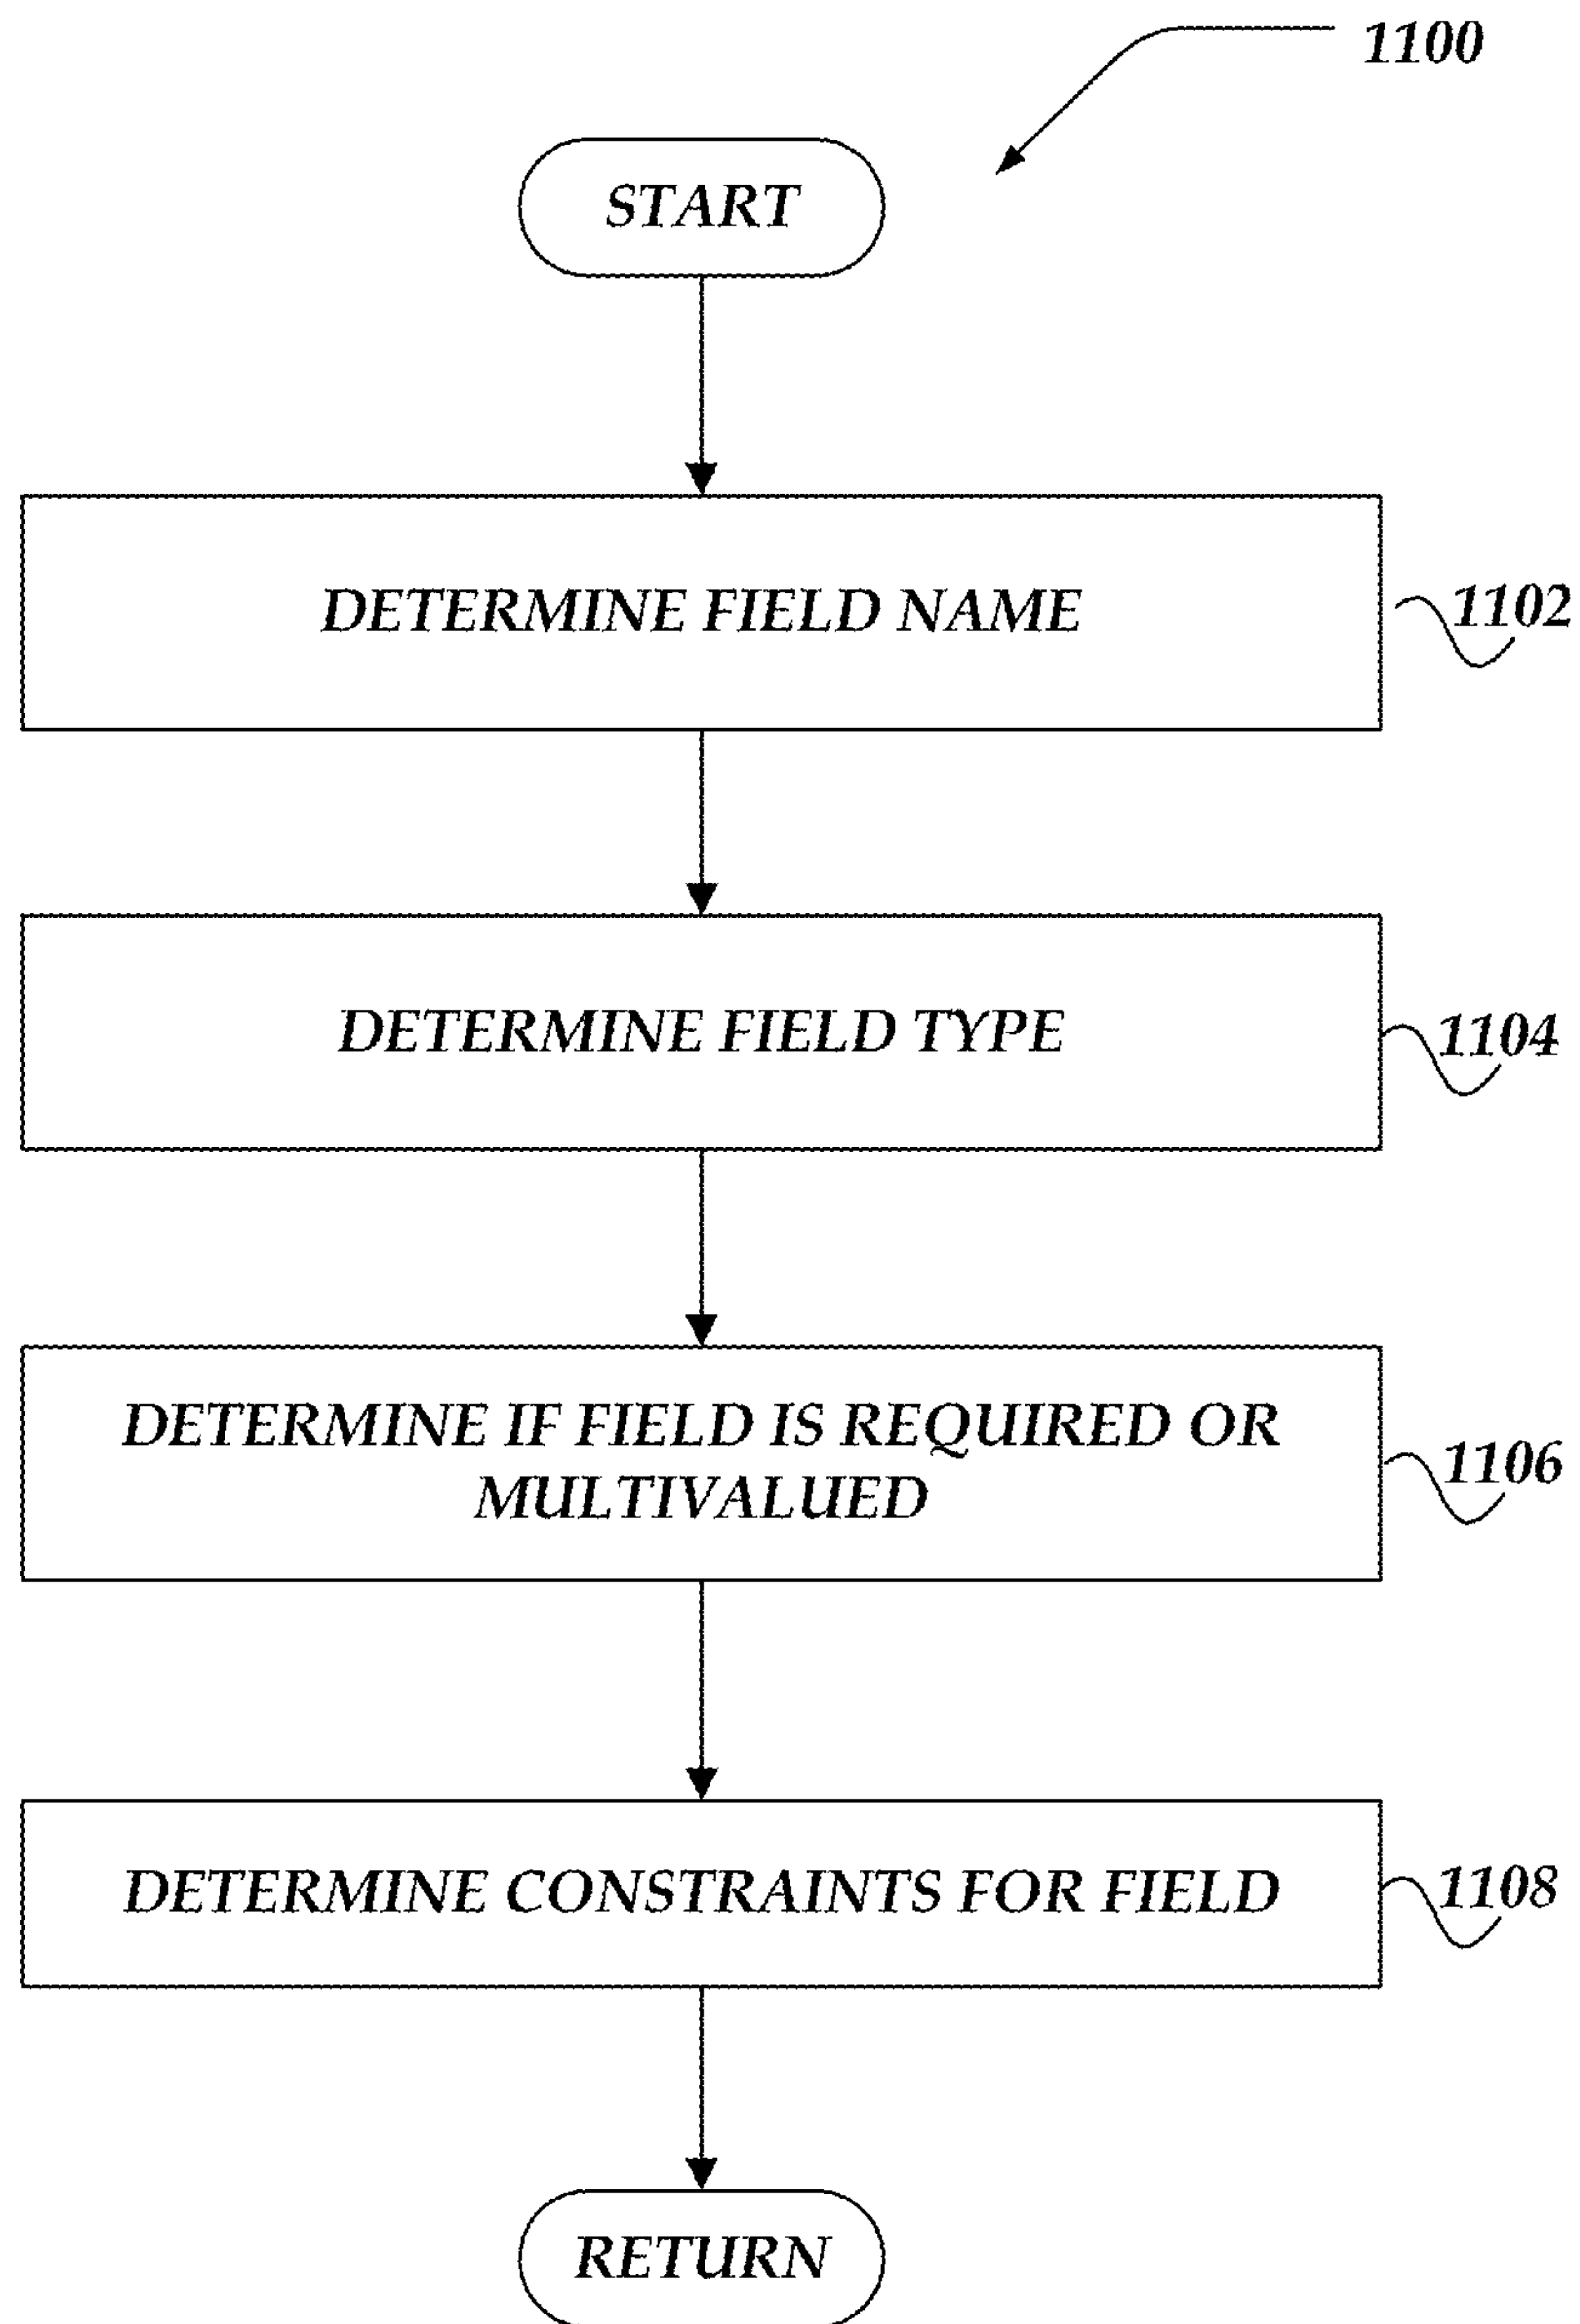 1100
START
DETERMINE FIELD NAME
1102
DETERMINE FIELD TYPE
1104
DETERMINE IF FIELD IS REQUIRED OR
MULTIVALUED
1106
DETERMINE CONSTRAINTS FOR FIELD
1108
RETURN